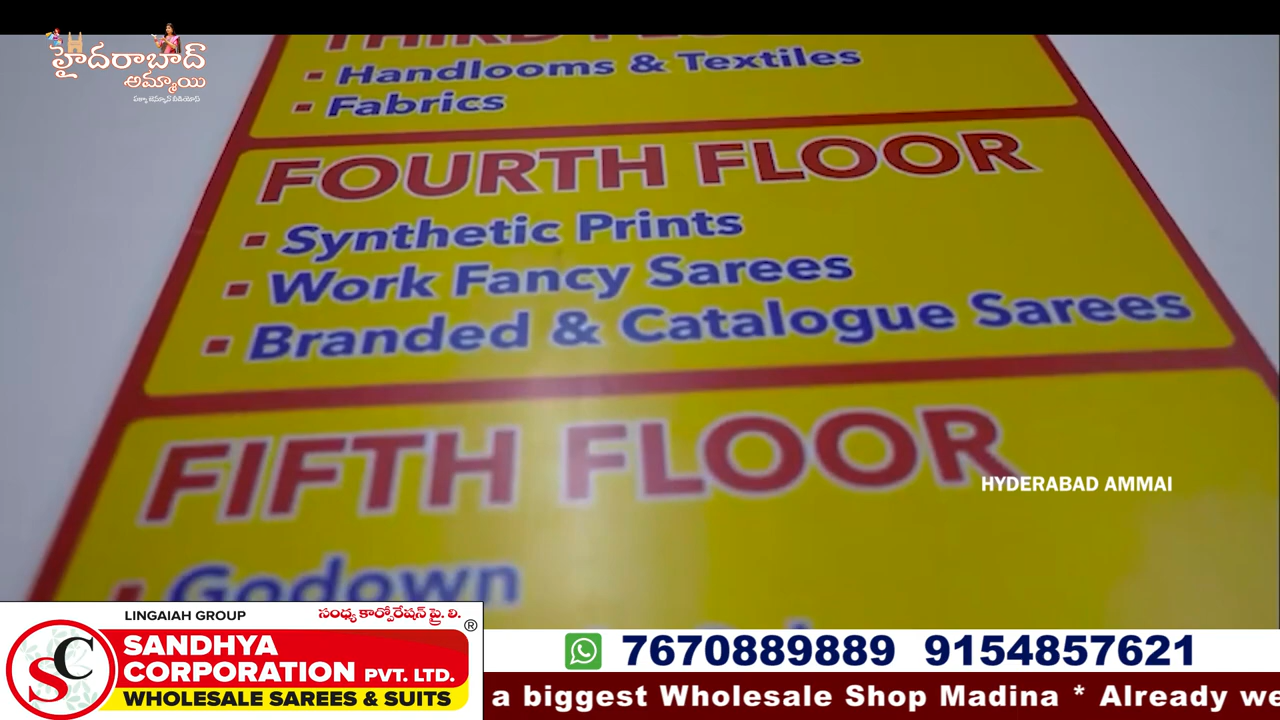 హైదరాబాద్
అమ్మాయి
THIRD
Handlooms & Textiles
Fabrics
FOURTH FLOOR
Synthetic Prints
Work Fancy Sarees
Branded & Catalogue Sarees
FIFTH FLOOR
HYDERABAD AMMAI
Godown
LINGAIAH GROUP
సంధ్య కార్పోరేషన్ ప్రై. లి.
SC
SANDHYA ®
CORPORATION PVT. LTD.
WHOLESALE SAREES & SUITS
7670889889 9154857621
a biggest Wholesale Shop Madina * Already we